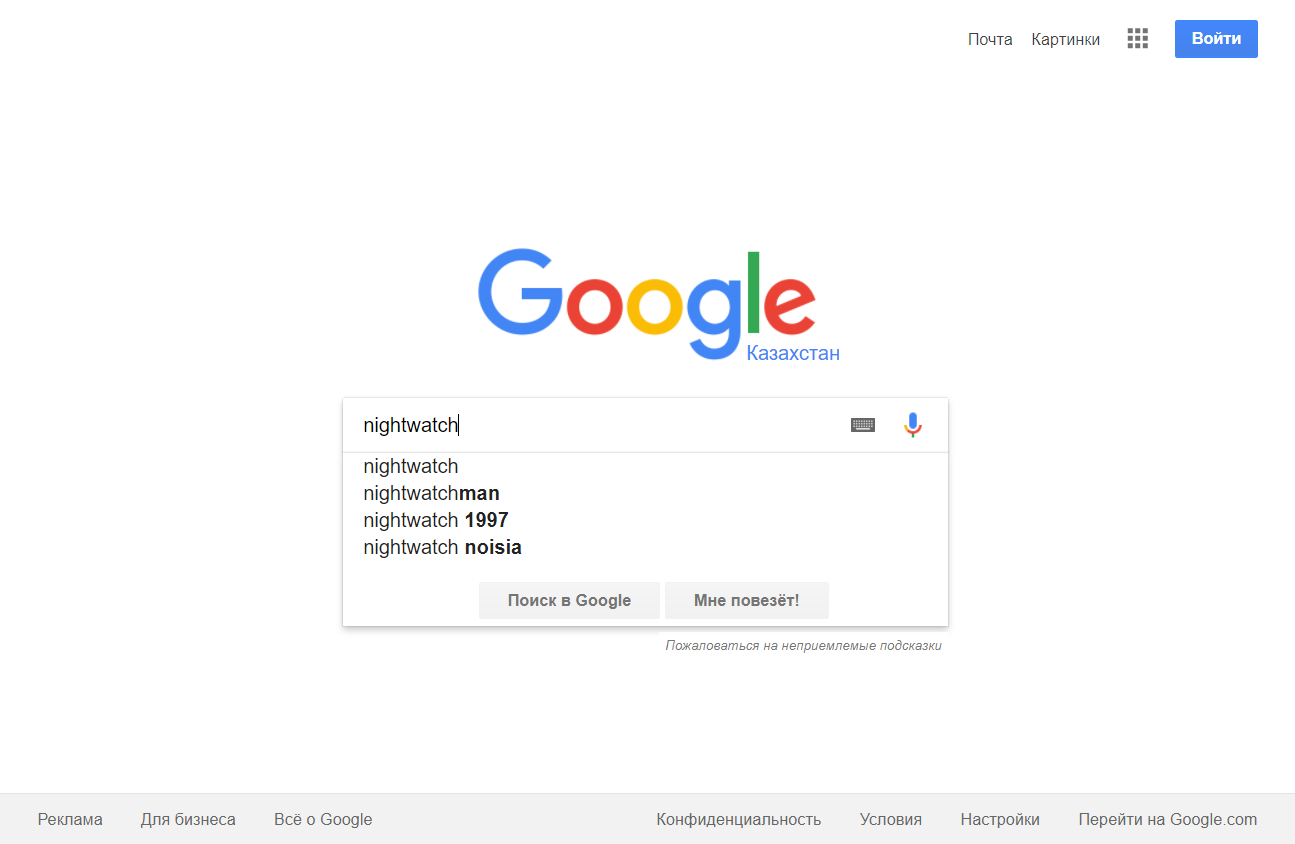 Почта Картинки Войти
Google
Казахстан
nightwatch
nightwatch
nightwatchman
nightwatch 1997
nightwatch noisia
Поиск в Google Мне повезёт!
Пожаловаться на неприемлемые подсказки
Реклама Для бизнеса Всё о Google Конфиденциальность Условия Настройки Перейти на Google.com